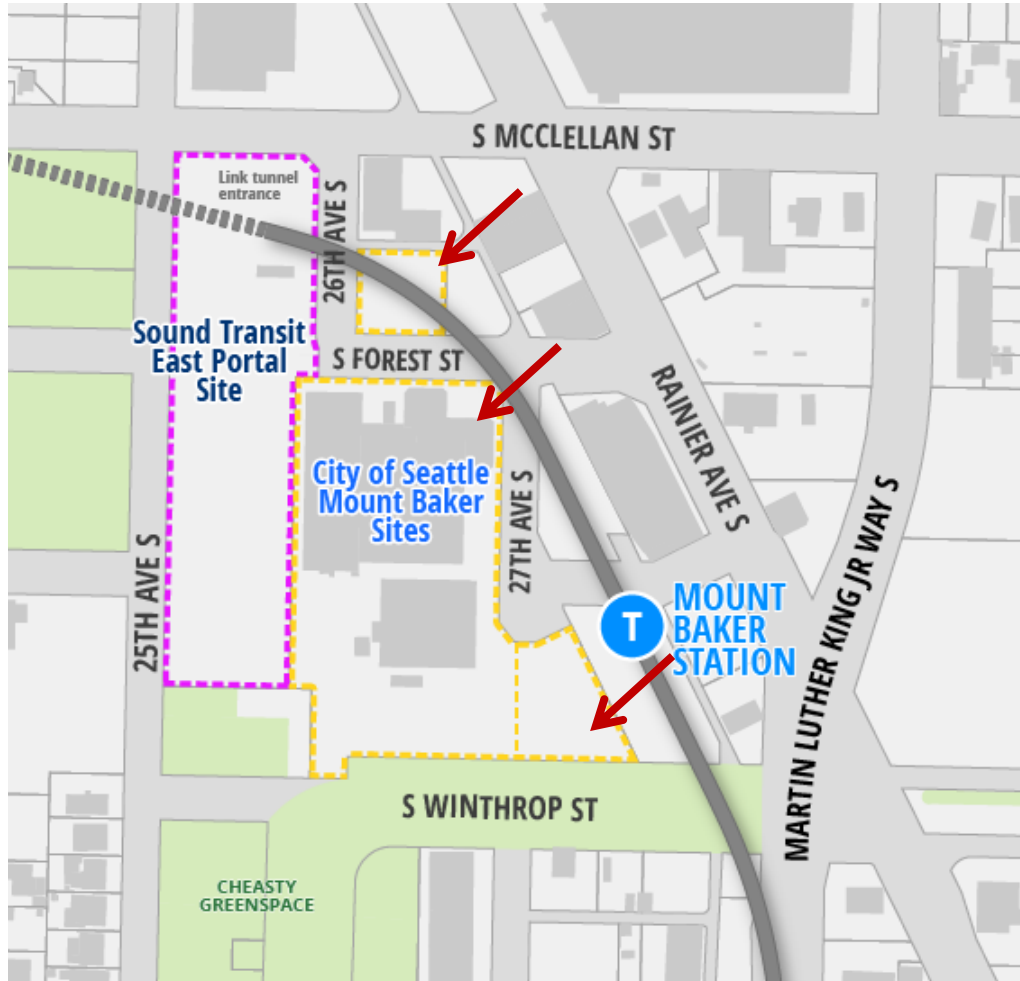 S MCCLELLAN ST
Link tunnel
entrance
26TH AVE S
Sound Transit
East Portal
Site
S FOREST ST
RAINIER AVE S
City of Seattle
Mount Baker
Sites
27TH AVE S
25TH AVE S
T
MOUNT
BAKER
STATION
MARTIN LUTHER KING JR WAY S
S WINTHROP ST
CHEASTY
GREENSPACE